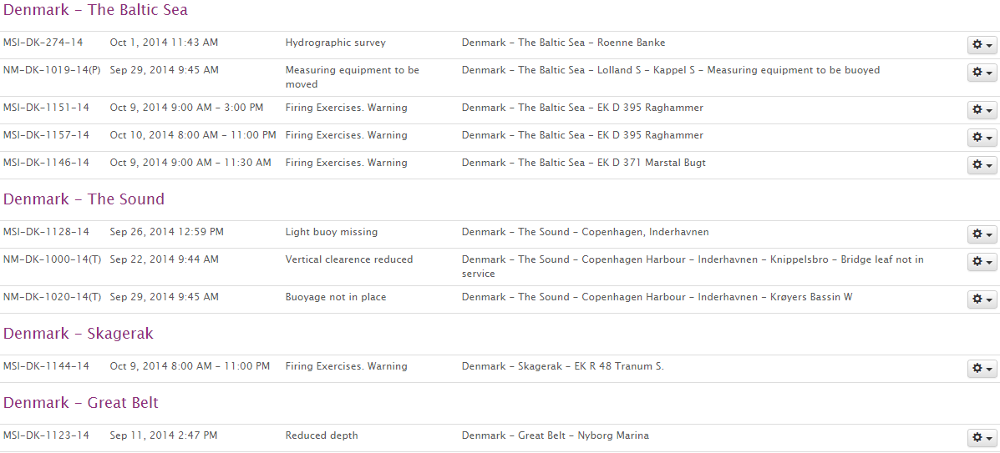 Denmark - The Baltic Sea
MSI-DK-274-14 Oct 1, 2014 11:43 AM Hydrographic survey Denmark - The Baltic Sea - Roenne Banke
NM-DK-1019-14(P) Sep 29, 2014 9:45 AM Measuring equipment to be Denmark - The Baltic Sea - Lolland S - Kappel S - Measuring equipment to be buoyed
moved
MSI-DK-1151-14 Oct 9, 2014 9:00 AM - 3:00 PM Firing Exercises. Warning Denmark - The Baltic Sea - EK D 395 Raghammer
MSI-DK-1157-14 Oct 10, 2014 8:00 AM - 11:00 PM Firing Exercises. Warning Denmark - The Baltic Sea - EK D 395 Raghammer
MSI-DK-1146-14 Oct 9, 2014 9:00 AM - 11:30 AM Firing Exercises. Warning Denmark - The Baltic Sea - EK D 371 Marstal Bugt
Denmark - The Sound
MSI-DK-1128-14 Sep 26, 2014 12:59 PM Light buoy missing Denmark - The Sound - Copenhagen, Inderhavnen
NM-DK-1000-14(T) Sep 22, 2014 9:44 AM Vertical clearence reduced Denmark - The Sound - Copenhagen Harbour - Inderhavnen - Knippelsbro - Bridge leaf not in
service
NM-DK-1020-14(T) Sep 29, 2014 9:45 AM Buoyage not in place Denmark - The Sound - Copenhagen Harbour - Inderhavnen - Krøyers Bassin W
Denmark - Skagerak
MSI-DK-1144-14 Oct 9, 2014 8:00 AM - 11:00 PM Firing Exercises. Warning Denmark - Skagerak - EK R 48 Tranum S.
Denmark - Great Belt
MSI-DK-1123-14 Sep 11, 2014 2:47 PM Reduced depth Denmark - Great Belt - Nyborg Marina